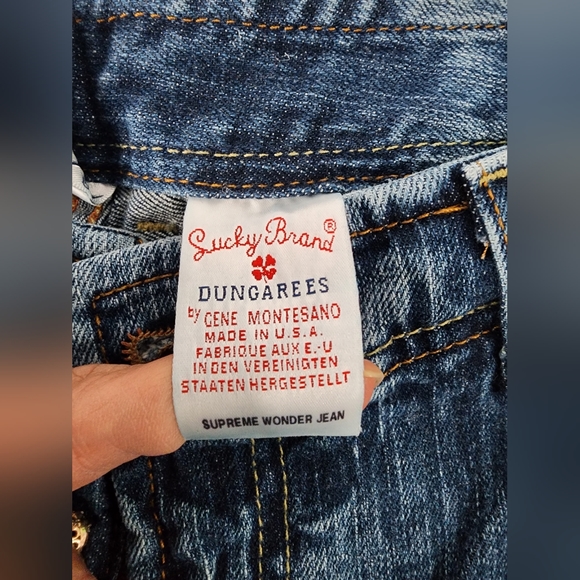 Lucky Brand®
DUNGAREES
by GENE MONTESANO
MADE IN U.S.A.
FABRIQUE AUX E.-U
IN DEN VEREINIGTEN
STAATEN HERGESTELLT
SUPREME WONDER JEAN